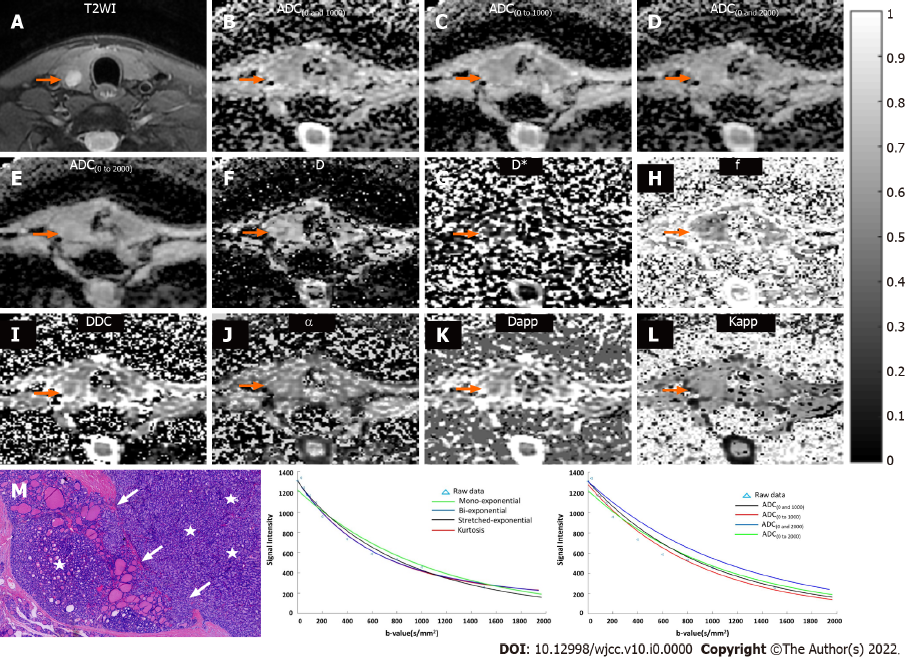 A T2WI
B ADC(0 and 1000)
C ADC(0 to 1000)
D ADC(0 and 2000)
1
0.9
0.8
0.7
0.6
0.5
0.4
0.3
0.2
0.1
0
E ADC(0 to 2000)
F D
G D*
H f
I DDC
J α
K Dapp
L Kapp
M
Signal Intensity
1400
1200
1000
800
600
400
200
0
Raw data
Mono-exponential
Bi-exponential
Stretched-exponential
Kurtosis
0 200 400 600 800 1000 1200 1400 1600 1800 2000
b-value(s/mm²)
Signal Intensity
1400
1200
1000
800
600
400
200
0
Raw data
ADC(0 and 1000)
ADC(0 to 1000)
ADC(0 and 2000)
ADC(0 to 2000)
0 200 400 600 800 1000 1200 1400 1600 1800 2000
b-value(s/mm²)
DOI: 10.12998/wjcc.v10.i0.0000 Copyright ©The Author(s) 2022.